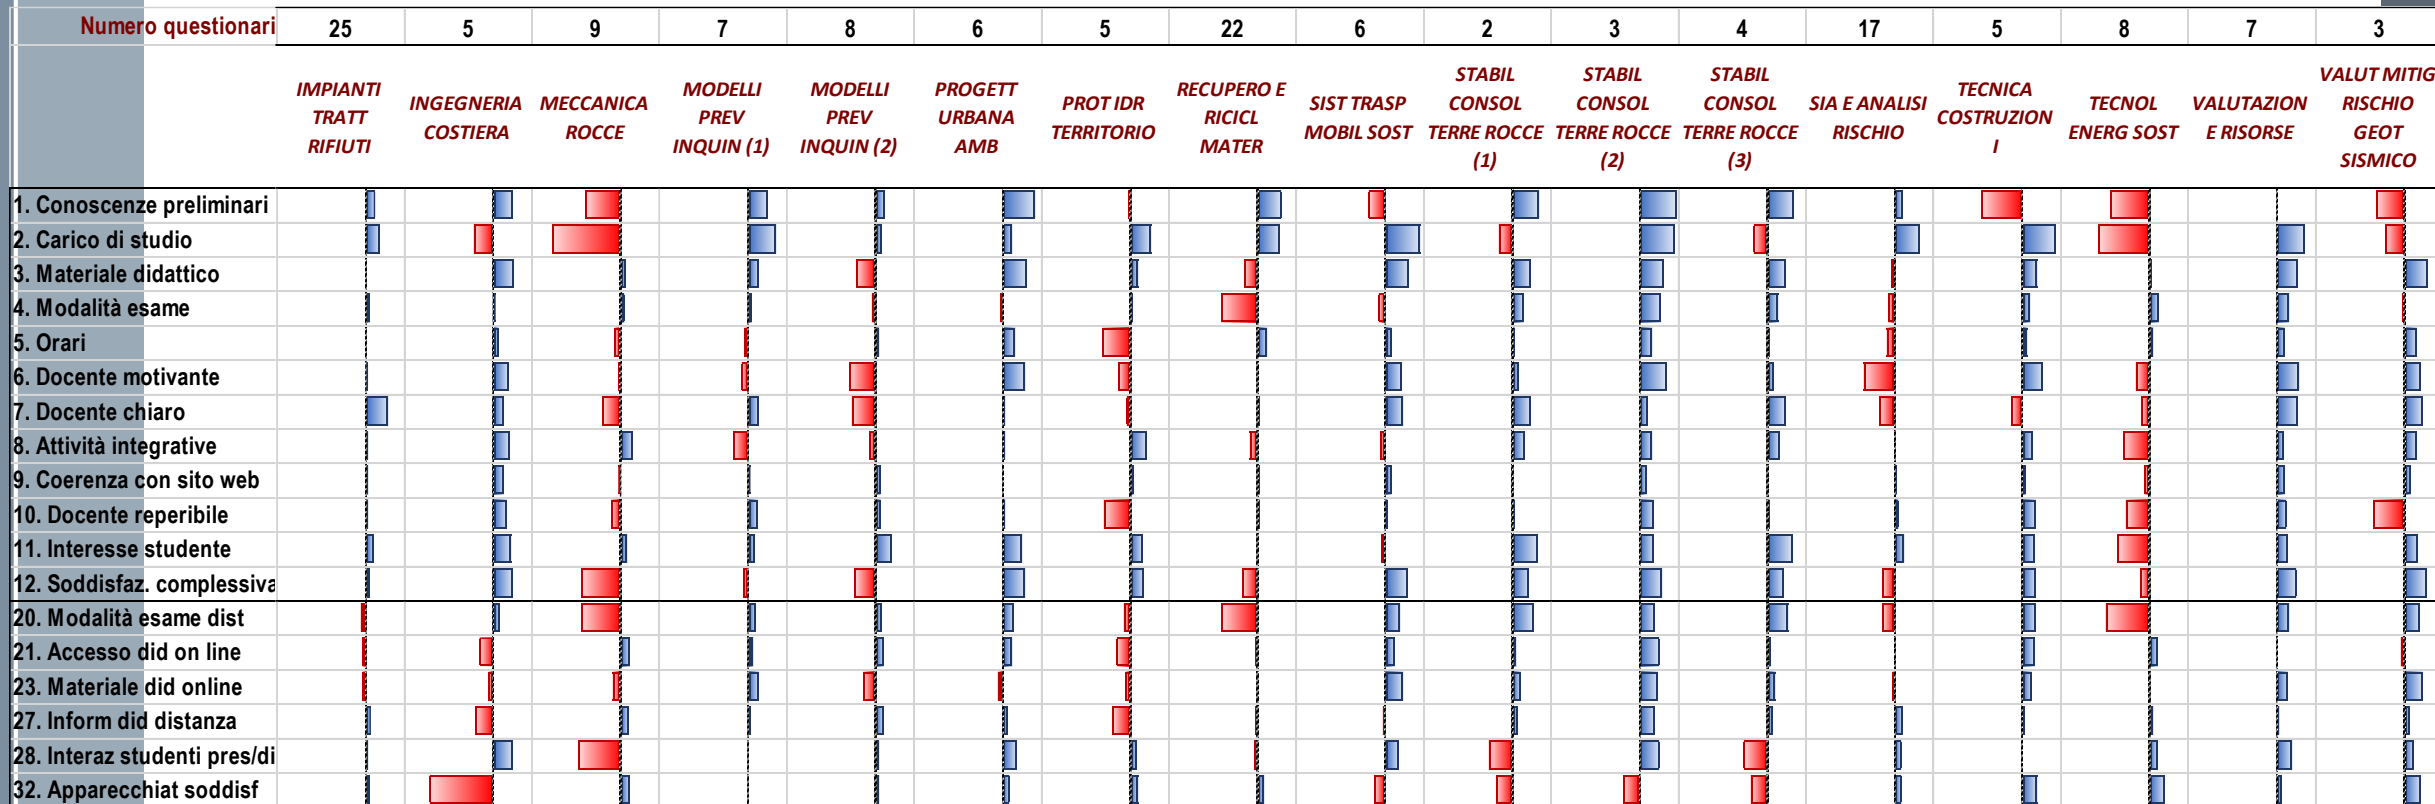 Numero questionari 25 5 9 7 8 6 5 22 6 2 3 4 17 5 8 7 3
IMPIANTI TRATT RIFIUTI
INGEGNERIA COSTIERA
MECCANICA ROCCE
MODELLI PREV INQUIN (1)
MODELLI PREV INQUIN (2)
PROGETT URBANA AMB
PROT IDR TERRITORIO
RECUPERO E RICICL MATER
SIST TRASP MOBIL SOST
STABIL CONSOL TERRE ROCCE (1)
STABIL CONSOL TERRE ROCCE (2)
STABIL CONSOL TERRE ROCCE (3)
SIA E ANALISI RISCHIO
TECNICA COSTRUZION I
TECNOL ENERG SOST
VALUTAZION E RISORSE
VALUT MITIG RISCHIO GEOT SISMICO
1. Conoscenze preliminari
2. Carico di studio
3. Materiale didattico
4. Modalità esame
5. Orari
6. Docente motivante
7. Docente chiaro
8. Attività integrative
9. Coerenza con sito web
10. Docente reperibile
11. Interesse studente
12. Soddisfaz. complessiva
20. Modalità esame dist
21. Accesso did on line
23. Materiale did online
27. Inform did distanza
28. Interaz studenti pres/di
32. Apparecchiat soddisf